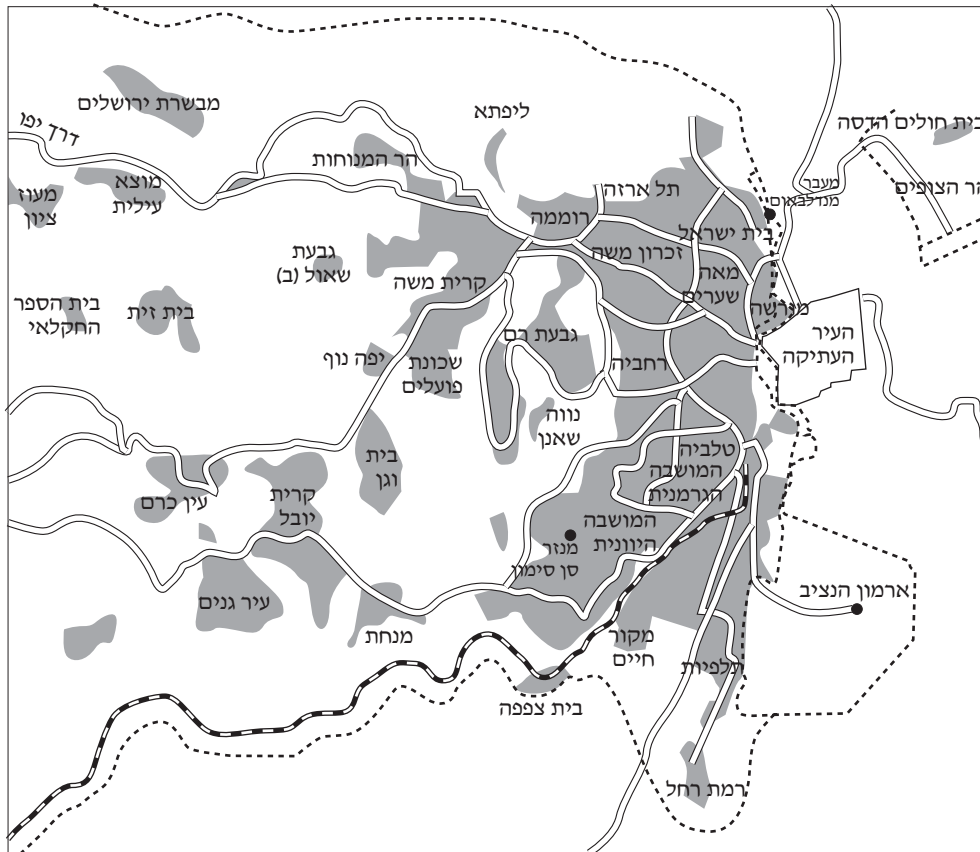 מבשרת ירושלים
ליפתא
דרך יפו
הר המנוחות
בית חולים הדסה
הר הצופים
מעבר
מנדלבאום
מוצא
עילית
מעוז
ציון
תל ארזה
רוממה
בית ישראל
זכרון משה
מאה
שערים
גבעת
שאול (ב)
קרית משה
בית הספר
החקלאי
בית זית
מוררשה
העיר
העתיקה
גבעת רם
יפה נוף
שכונת
פועלים
רחביה
נווה
שאנן
בית
וגן
טלביה
המושבה
הגרמנית
עין כרם
קרית
יובל
המושבה
היוונית
מנזר
סן סימון
ארמון הנציב
עיר גנים
מנחת
מקור
חיים
תלפיות
בית צפפה
רמת רחל